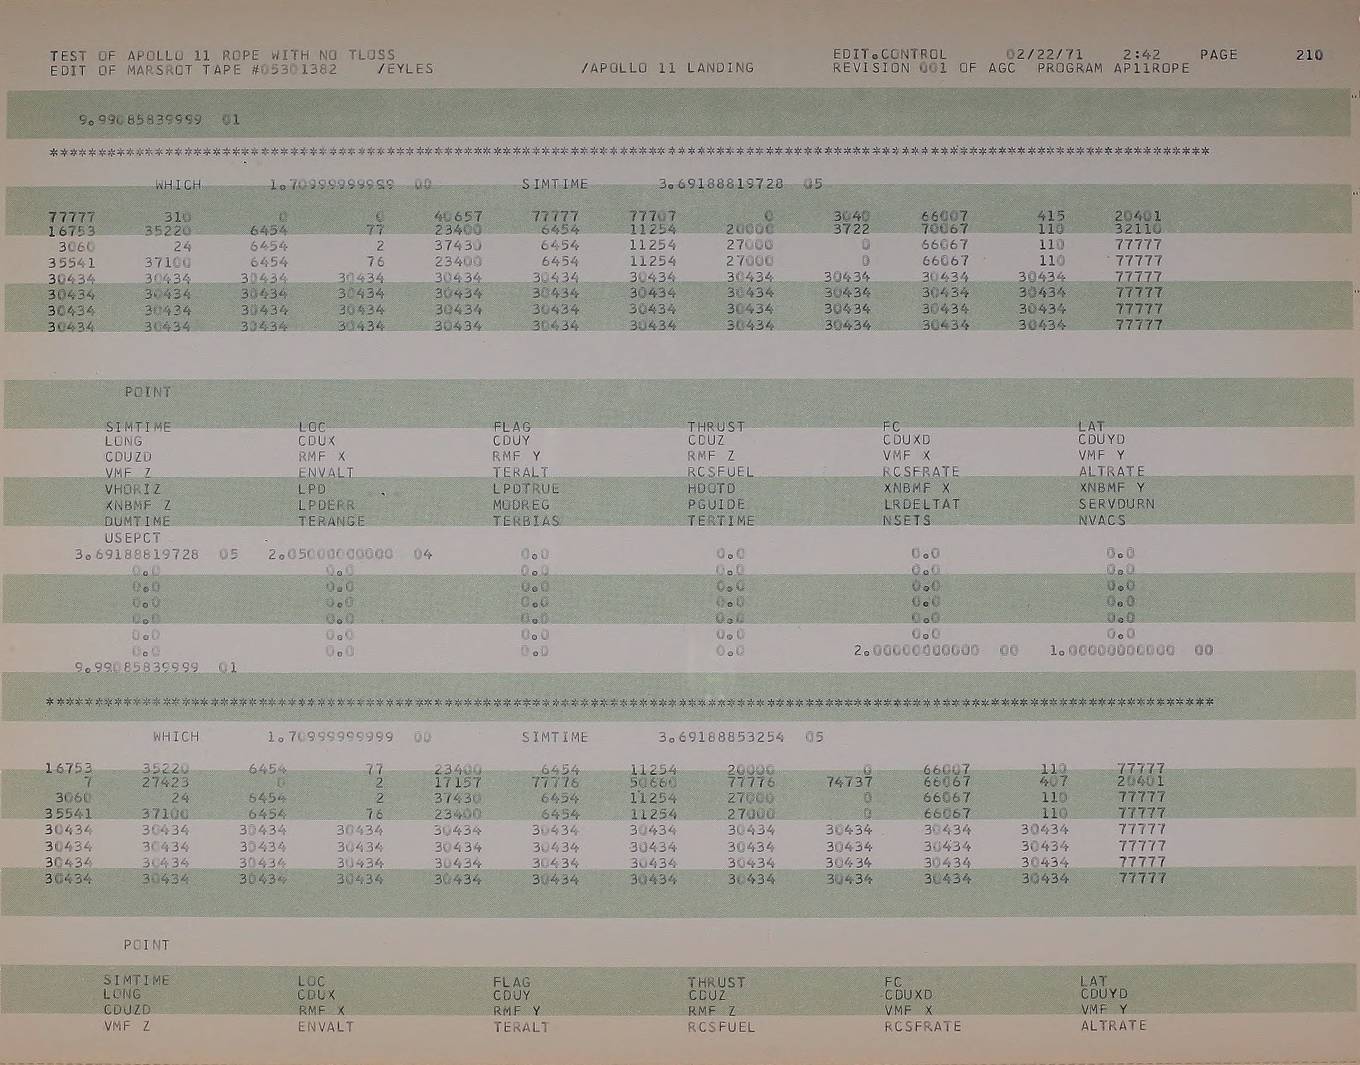 TEST OF APOLLO 11 ROPE WITH NO TLOSS EDIT.CONTROL 02/22/71 2:42 PAGE 210
EDIT OF MARSROT TAPE #05301382 /EYLES /APOLLO 11 LANDING REVISION 001 OF AGC PROGRAM AP11ROPE
9.99085839999 01
************************************************************************************************************************
WHICH 1.70999999999 00 SIMTIME 3.69188819728 05
77777 310 0 0 40657 77777 77707 0 3040 66007 415 20401
16753 35220 6454 77 23400 6454 11254 20000 3722 70067 110 32110
3060 24 6454 2 37430 6454 11254 27000 0 66067 110 77777
35541 37100 6454 76 23400 6454 11254 27000 0 66067 110 77777
30434 30434 30434 30434 30434 30434 30434 30434 30434 30434 30434 77777
30434 30434 30434 30434 30434 30434 30434 30434 30434 30434 30434 77777
30434 30434 30434 30434 30434 30434 30434 30434 30434 30434 30434 77777
30434 30434 30434 30434 30434 30434 30434 30434 30434 30434 30434 77777
POINT
SIMTIME LOC FLAG THRUST FC LAT
LONG CDUX CDUY CDUZ CDUXD CDUYD
CDUZD RMF X RMF Y RMF Z VMF X VMF Y
VMF Z ENVALT TERALT RCSFUEL RCSFRATE ALTRATE
VHORIZ LPD LPDTRUE HDOTD XNBMF X XNBMF Y
XNBMF Z LPDERR MODREG PGUIDE LRDELTAT SERVDURN
DUMTIME TERANGE TERBIAS TERTIME NSETS NVACS
USEPCT
3.69188819728 05 2.05000000000 04 0.0 0.0 0.0 0.0
0.0 0.0 0.0 0.0 0.0 0.0
0.0 0.0 0.0 0.0 0.0 0.0
0.0 0.0 0.0 0.0 0.0 0.0
0.0 0.0 0.0 0.0 0.0 0.0
0.0 0.0 0.0 0.0 0.0 0.0
0.0 0.0 0.0 0.0 2.00000000000 00 1.00000000000 00
9.99085839999 01
************************************************************************************************************************
WHICH 1.70999999999 00 SIMTIME 3.69188853254 05
16753 35220 6454 77 23400 6454 11254 20000 0 66007 110 77777
7 27423 0 2 17157 77776 50660 77776 74737 66067 407 20401
3060 24 6454 2 37430 6454 11254 27000 0 66067 110 77777
35541 37100 6454 76 23400 6454 11254 27000 0 66067 110 77777
30434 30434 30434 30434 30434 30434 30434 30434 30434 30434 30434 77777
30434 30434 30434 30434 30434 30434 30434 30434 30434 30434 30434 77777
30434 30434 30434 30434 30434 30434 30434 30434 30434 30434 30434 77777
30434 30434 30434 30434 30434 30434 30434 30434 30434 30434 30434 77777
POINT
SIMTIME LOC FLAG THRUST FC LAT
LONG CDUX CDUY CDUZ CDUXD CDUYD
CDUZD RMF X RMF Y RMF Z VMF X VMF Y
VMF Z ENVALT TERALT RCSFUEL RCSFRATE ALTRATE